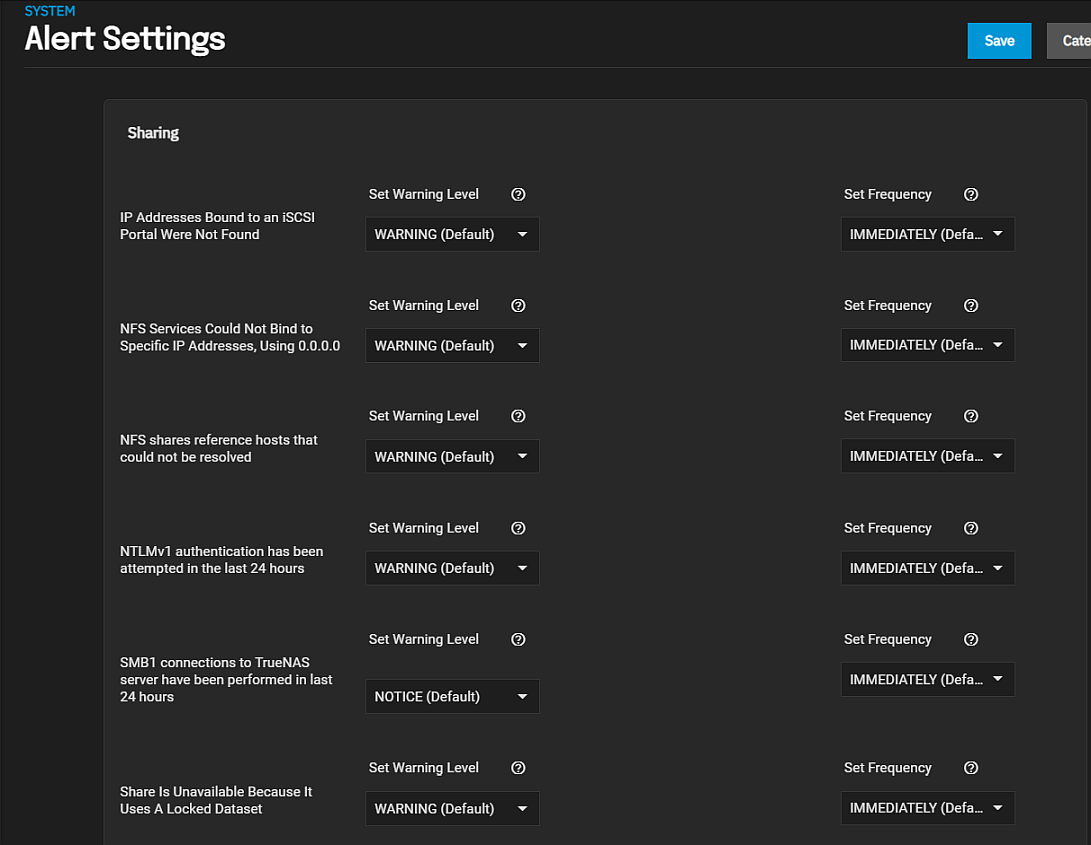 SYSTEM
Alert Settings
Save
Cate
Sharing
Set Warning Level
Set Frequency
IP Addresses Bound to an iSCSI
Portal Were Not Found
WARNING (Default)
IMMEDIATELY (Defa...
Set Warning Level
Set Frequency
NFS Services Could Not Bind to
Specific IP Addresses, Using 0.0.0.0
WARNING (Default)
IMMEDIATELY (Defa...
Set Warning Level
Set Frequency
NFS shares reference hosts that
could not be resolved
WARNING (Default)
IMMEDIATELY (Defa...
Set Warning Level
Set Frequency
NTLMv1 authentication has been
attempted in the last 24 hours
WARNING (Default)
IMMEDIATELY (Defa...
Set Warning Level
Set Frequency
SMB1 connections to TrueNAS
server have been performed in last
24 hours
NOTICE (Default)
IMMEDIATELY (Defa...
Set Warning Level
Set Frequency
Share Is Unavailable Because It
Uses A Locked Dataset
WARNING (Default)
IMMEDIATELY (Defa...